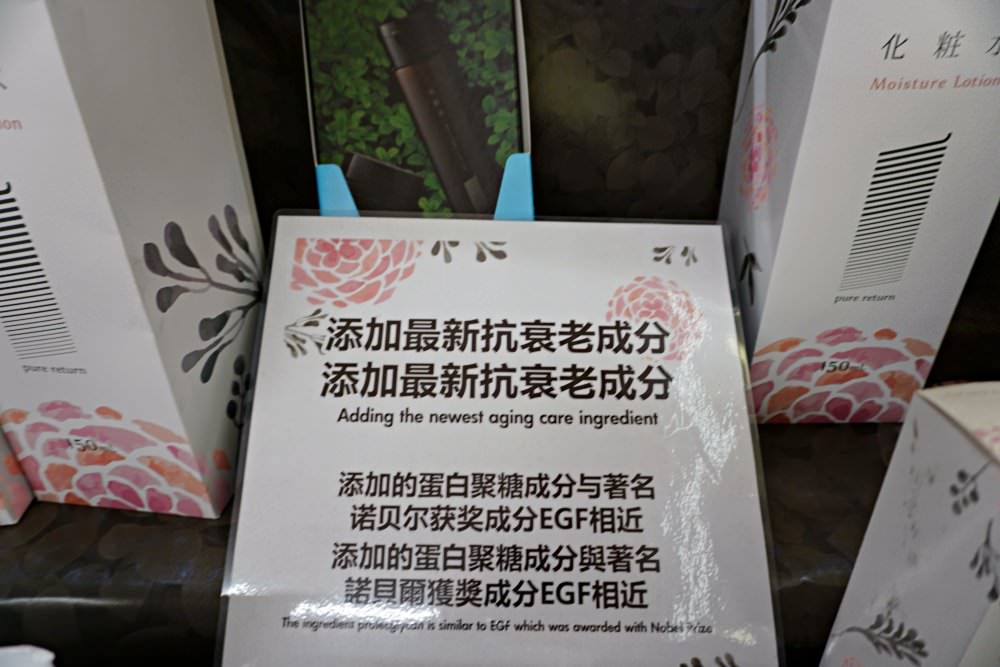 化粧水
Moisture Lotion
pure return
150
pure return
150
添加最新抗衰老成分
添加最新抗衰老成分
Adding the newest aging care ingredient
添加的蛋白聚糖成分与著名
诺贝尔获奖成分EGF相近
添加的蛋白聚糖成分與著名
諾貝爾獲獎成分EGF相近
The ingredient proteoglycan is similar to EGF which was awarded with Nobel Prize